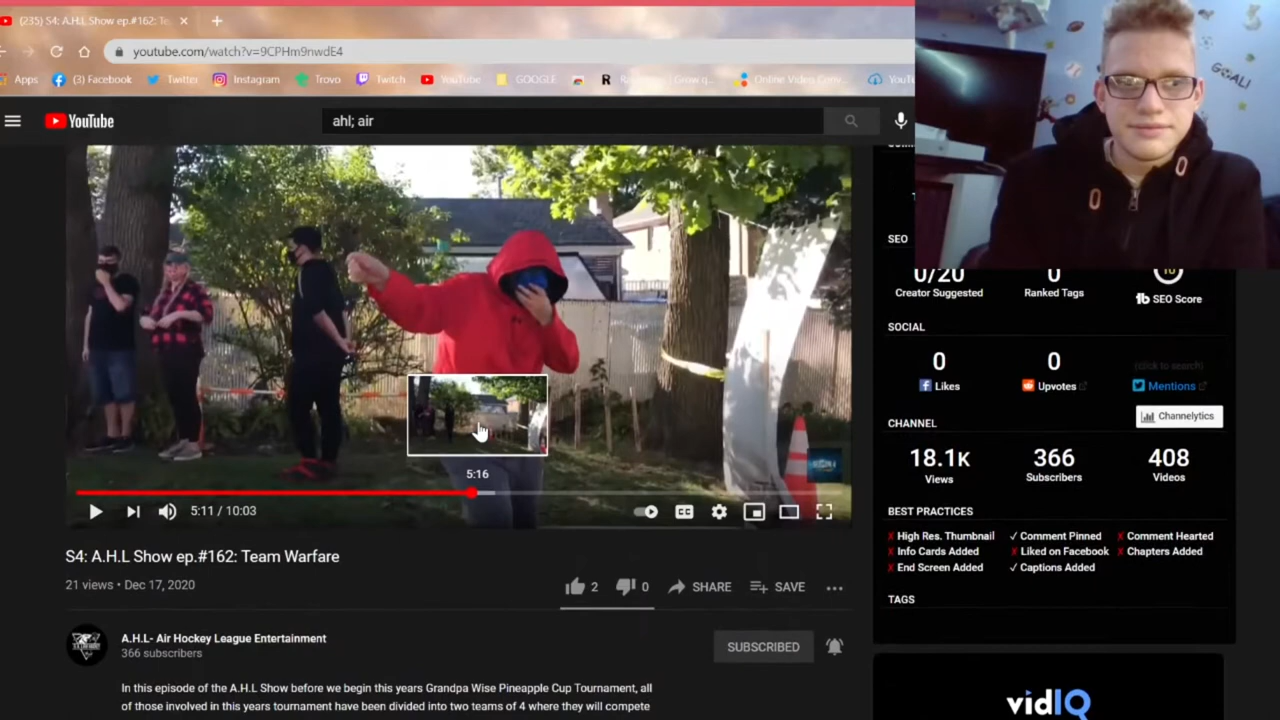 (235) S4: A.H.L Show ep.#162: Te
youtube.com/watch?v=9CPHm9nwdE4
Apps (3) Facebook Twitter Instagram Trovo Twitch YouTube GOOGLE Online Video Conv...
YouTube
ahl; air
GOAL!
SEO
0/20 0
Creator Suggested Ranked Tags SEO Score
SOCIAL
0 0 (click to search)
Likes Upvotes Mentions
Channelytics
CHANNEL
18.1K 366 408
Views Subscribers Videos
BEST PRACTICES
✗ High Res. Thumbnail ✓ Comment Pinned ✗ Comment Hearted
✗ Info Cards Added ✗ Liked on Facebook ✗ Chapters Added
✗ End Screen Added ✓ Captions Added
TAGS
vidIQ
5:16
5:11 / 10:03
CC
S4: A.H.L Show ep.#162: Team Warfare
21 views • Dec 17, 2020
2 0 SHARE SAVE
A.H.L- Air Hockey League Entertainment
366 subscribers
SUBSCRIBED
In this episode of the A.H.L Show before we begin this years Grandpa Wise Pineapple Cup Tournament, all
of those involved in this years tournament have been divided into two teams of 4 where they will compete